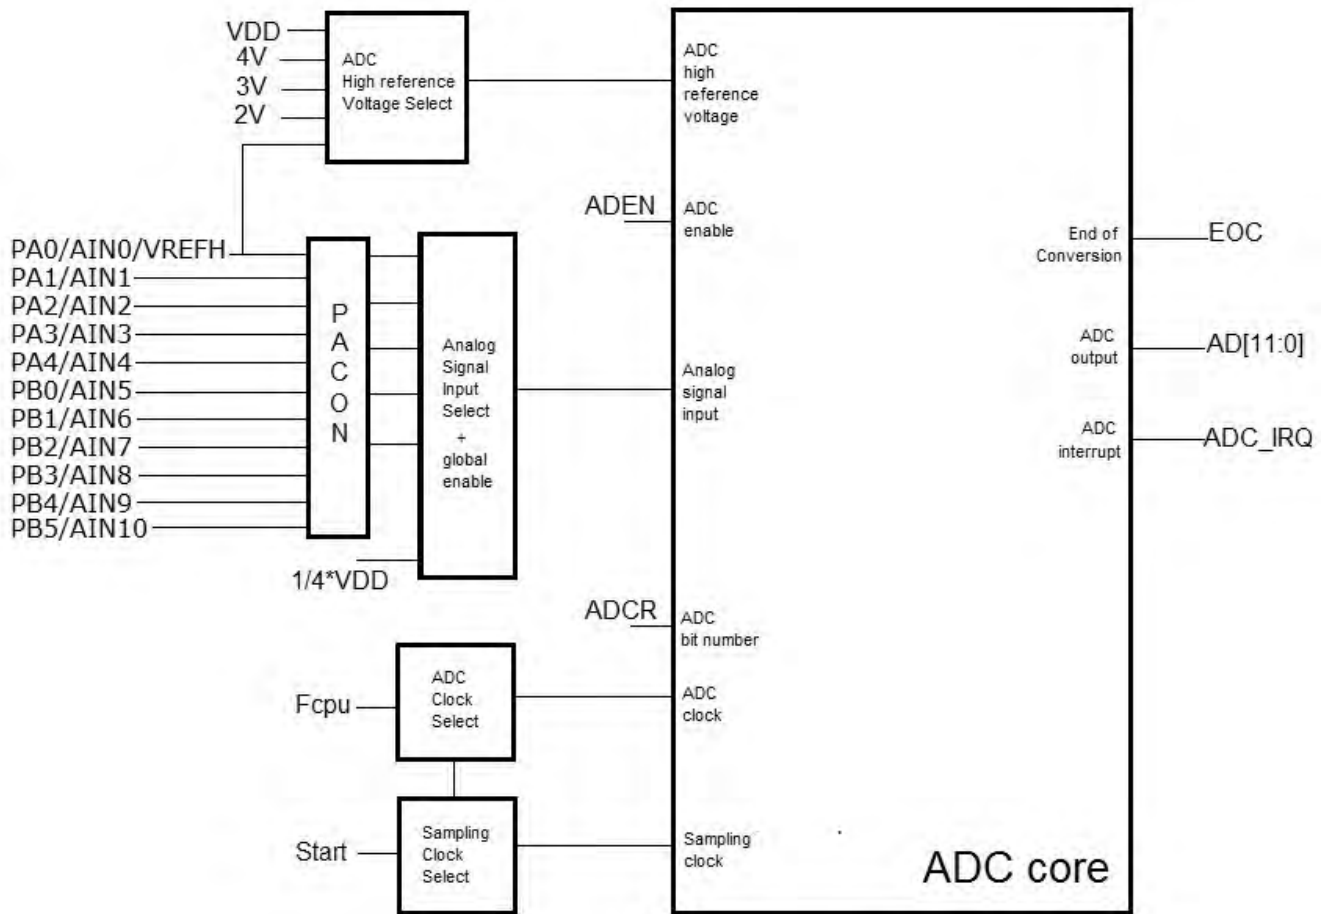 VDD
4V
3V
2V
ADC
High reference
Voltage Select
ADC
high
reference
voltage
ADEN
ADC
enable
PA0/AIN0/VREFH
PA1/AIN1
PA2/AIN2
PA3/AIN3
PA4/AIN4
PB0/AIN5
PB1/AIN6
PB2/AIN7
PB3/AIN8
PB4/AIN9
PB5/AIN10
P
A
C
O
N
Analog
Signal
Input
Select
+
global
enable
1/4*VDD
Analog
signal
input
End of
Conversion
EOC
ADC
output
AD[11:0]
ADC
interrupt
ADC_IRQ
ADCR
ADC
bit number
Fcpu
ADC
Clock
Select
ADC
clock
Start
Sampling
Clock
Select
Sampling
clock
ADC core